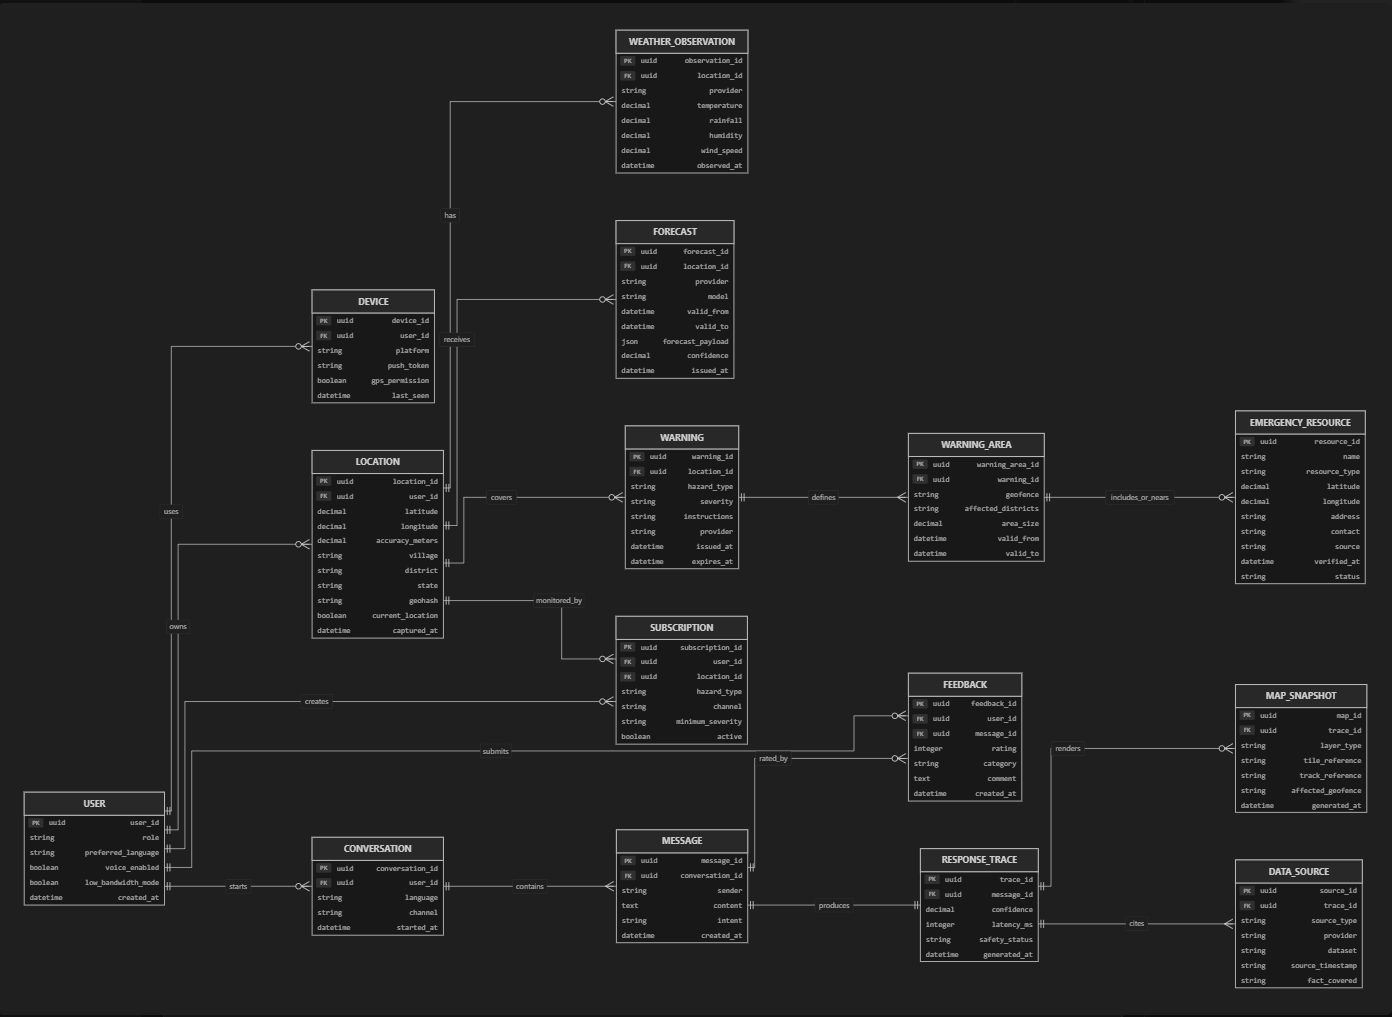 WEATHER_OBSERVATION
PK uuid observation_id
FK uuid location_id
string provider
decimal temperature
decimal rainfall
decimal humidity
decimal wind_speed
datetime observed_at
has
FORECAST
PK uuid forecast_id
FK uuid location_id
string provider
string model
datetime valid_from
datetime valid_to
json forecast_payload
decimal confidence
datetime issued_at
receives
DEVICE
PK uuid device_id
FK uuid user_id
string platform
string push_token
boolean gps_permission
datetime last_seen
uses
LOCATION
PK uuid location_id
FK uuid user_id
decimal latitude
decimal longitude
decimal accuracy_meters
string village
string district
string state
string geohash
boolean current_location
datetime captured_at
owns
covers
WARNING
PK uuid warning_id
FK uuid location_id
string hazard_type
string severity
string instructions
string provider
datetime issued_at
datetime expires_at
defines
WARNING_AREA
PK uuid warning_area_id
FK uuid warning_id
string geofence
string affected_districts
decimal area_size
datetime valid_from
datetime valid_to
includes_or_nears
EMERGENCY_RESOURCE
PK uuid resource_id
string name
string resource_type
decimal latitude
decimal longitude
string address
string contact
string source
datetime verified_at
string status
monitored_by
SUBSCRIPTION
PK uuid subscription_id
FK uuid user_id
FK uuid location_id
string hazard_type
string channel
string minimum_severity
boolean active
creates
submits
rated_by
FEEDBACK
PK uuid feedback_id
FK uuid user_id
FK uuid message_id
integer rating
string category
text comment
datetime created_at
renders
MAP_SNAPSHOT
PK uuid map_id
FK uuid trace_id
string layer_type
string tile_reference
string track_reference
string affected_geofence
datetime generated_at
USER
PK uuid user_id
string role
string preferred_language
boolean voice_enabled
boolean low_bandwidth_mode
datetime created_at
starts
CONVERSATION
PK uuid conversation_id
FK uuid user_id
string language
string channel
datetime started_at
contains
MESSAGE
PK uuid message_id
FK uuid conversation_id
string sender
text content
string intent
datetime created_at
produces
RESPONSE_TRACE
PK uuid trace_id
FK uuid message_id
decimal confidence
integer latency_ms
string safety_status
datetime generated_at
cites
DATA_SOURCE
PK uuid source_id
FK uuid trace_id
string source_type
string provider
string dataset
string source_timestamp
string fact_covered